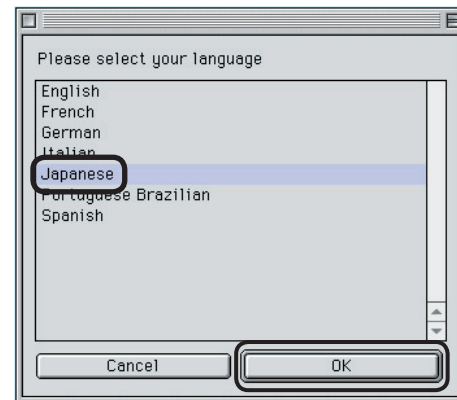 Please select your language
English
French
German
Italian
Japanese
Portuguese Brazilian
Spanish
Cancel
OK